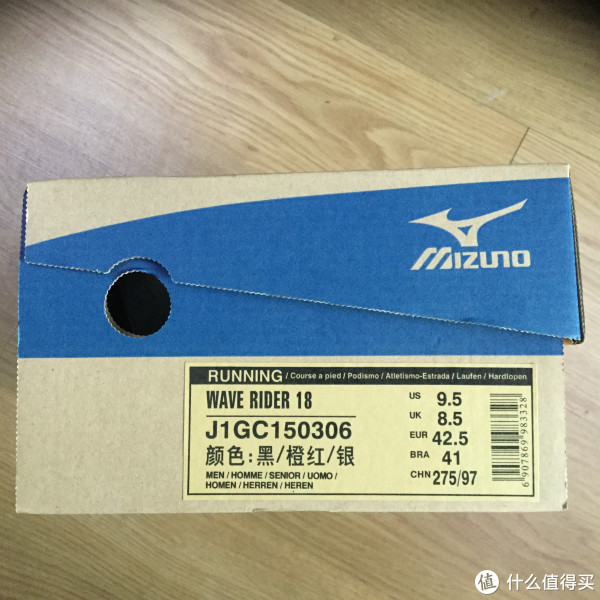 MIZUNO
RUNNING / Course a pied / Podismo / Atletismo-Estrada / Laufen / Hardlopen
WAVE RIDER 18
J1GC150306
颜色:黑/橙红/银
MEN / HOMME / SENIOR / UOMO /
HOMEN / HERREN / HEREN
US 9.5
UK 8.5
EUR 42.5
BRA 41
CHN 275/97
6 907869 983328
值 什么值得买